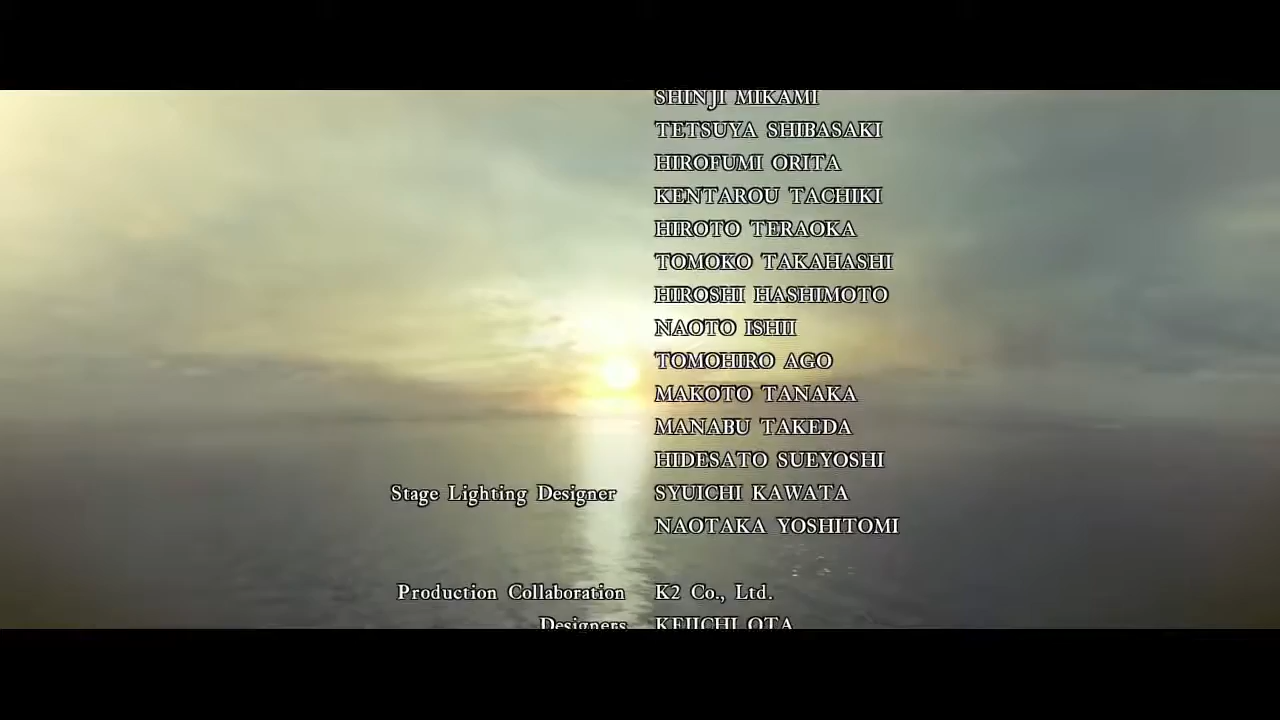 SHINJI MIKAMI
TETSUYA SHIBASAKI
HIROFUMI ORITA
KENTAROU TACHIKI
HIROTO TERAOKA
TOMOKO TAKAHASHI
HIROSHI HASHIMOTO
NAOTO ISHII
TOMOHIRO AGO
MAKOTO TANAKA
MANABU TAKEDA
HIDESATO SUEYOSHI
Stage Lighting Designer SYUICHI KAWATA
NAOTAKA YOSHITOMI
Production Collaboration K2 Co., Ltd.
Designers KEIICHI OTA